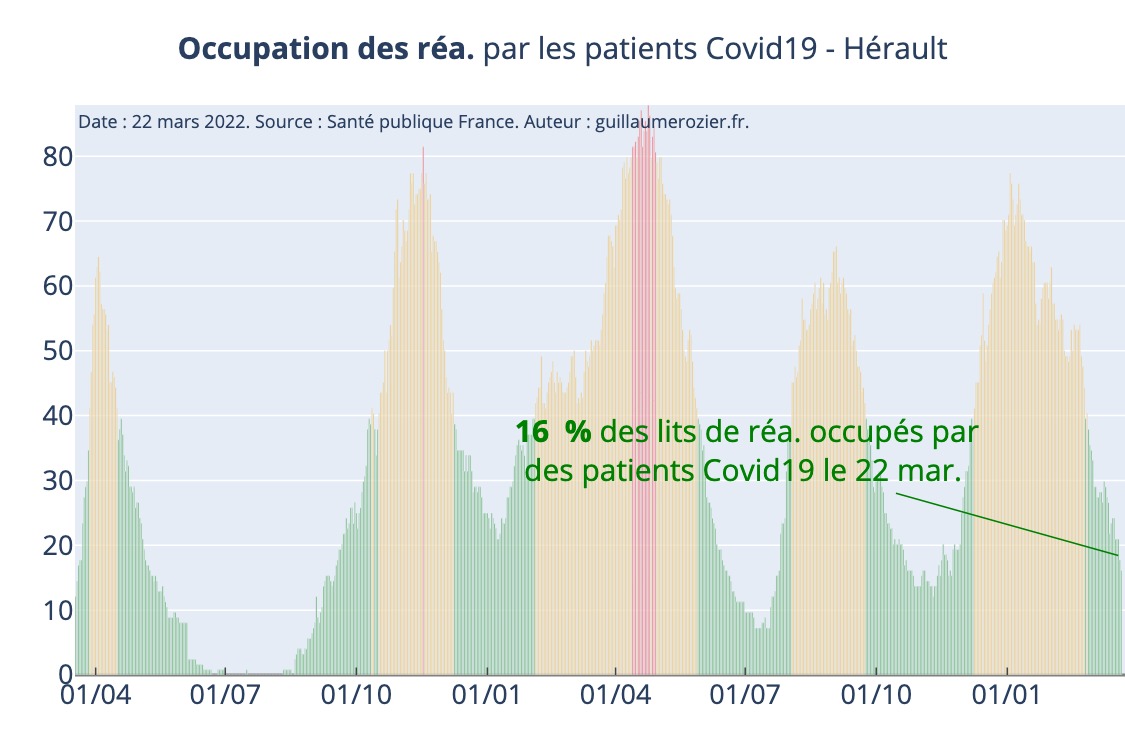 Occupation des réa. par les patients Covid19 - Hérault
Date : 22 mars 2022. Source : Santé publique France. Auteur : guillaumerozier.fr.
80
70
60
50
40
30
20
10
0
16 % des lits de réa. occupés par
des patients Covid19 le 22 mar.
01/04 01/07 01/10 01/01 01/04 01/07 01/10 01/01